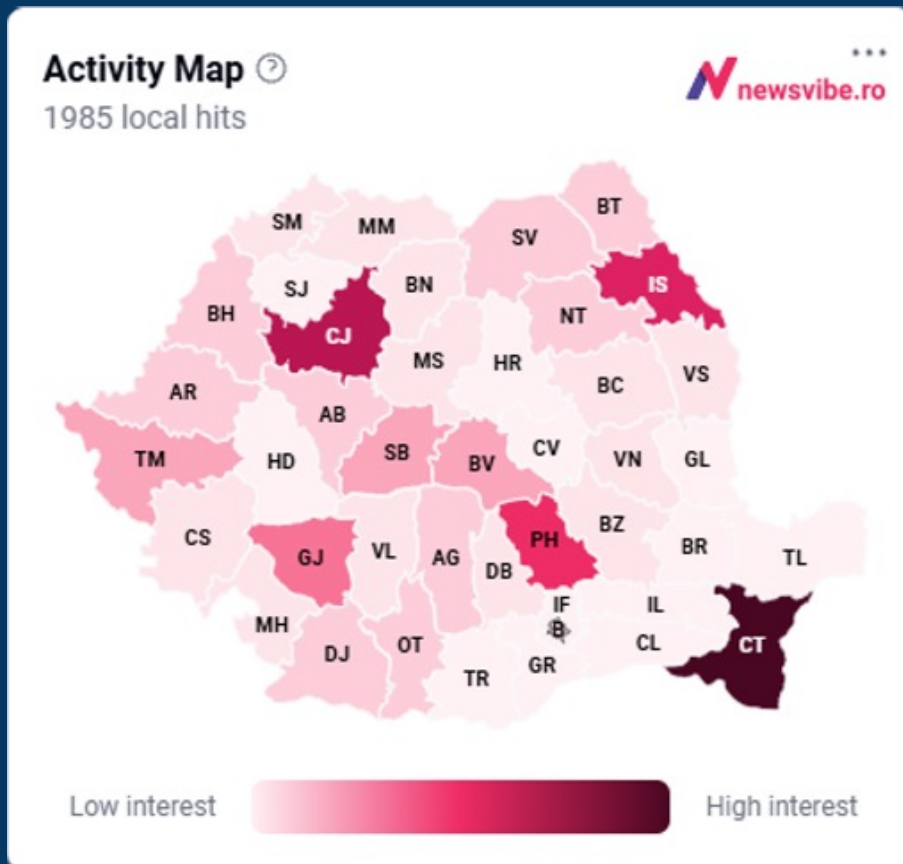 Activity Map ?
...
newsvibe.ro
1985 local hits
BT
SM
MM
SV
SJ
BN
IS
BH
NT
CJ
MS
HR
VS
BC
AR
AB
CV
SB
TM
HD
BV
VN
GL
BZ
CS
PH
BR
GJ
VL
AG
TL
DB
IF
IL
MH
B
CL
CT
OT
DJ
GR
TR
Low interest
High interest